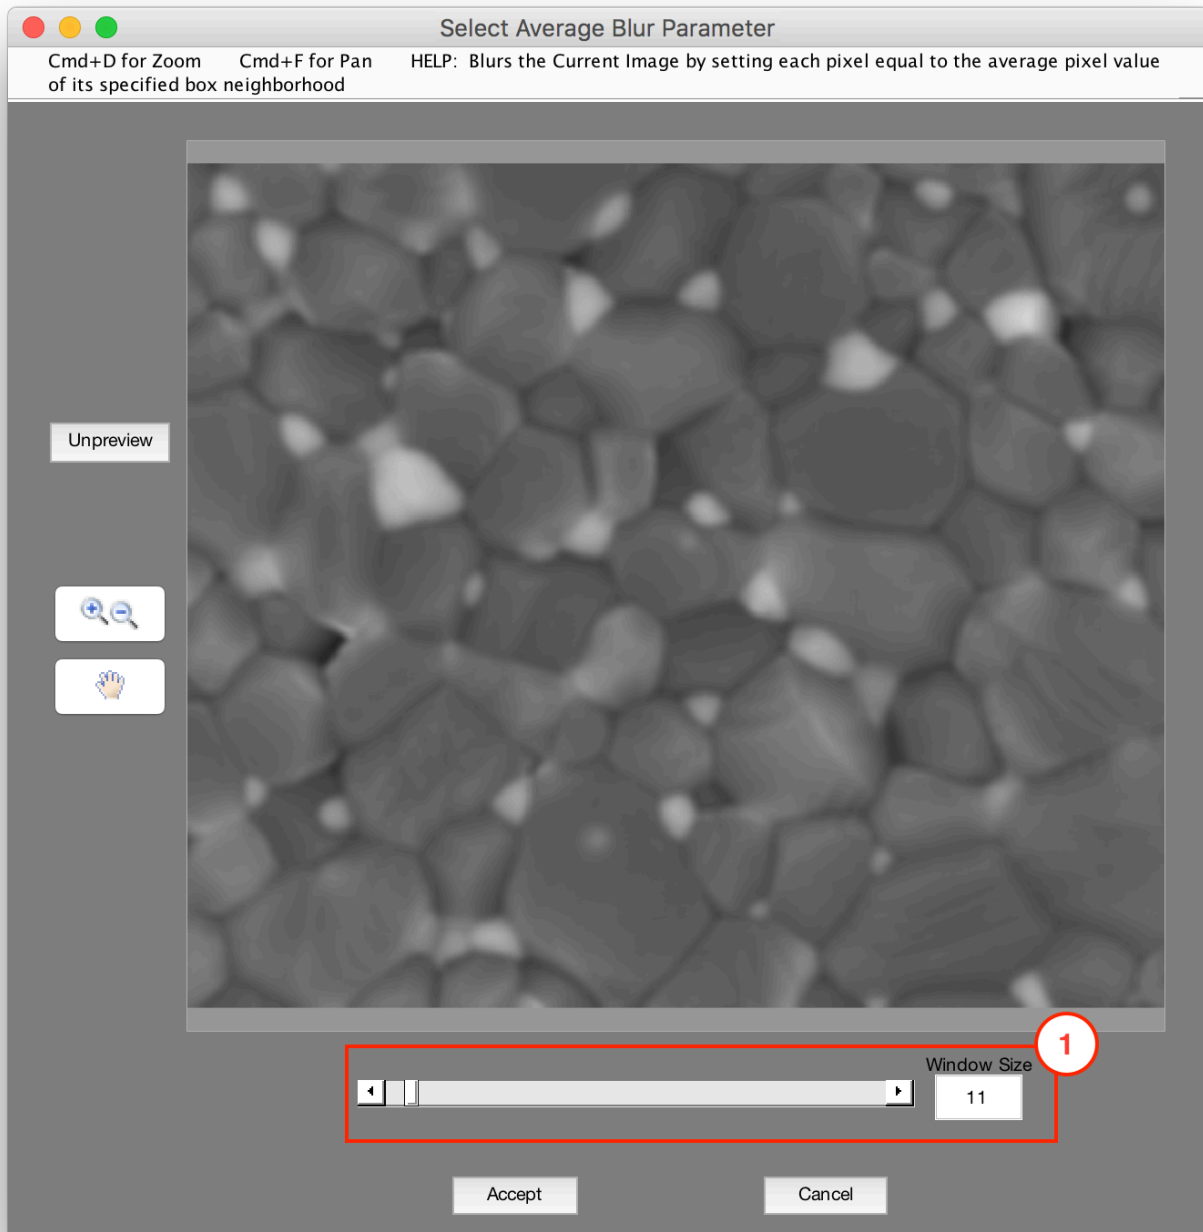 Select Average Blur Parameter
Cmd+D for Zoom Cmd+F for Pan HELP: Blurs the Current Image by setting each pixel equal to the average pixel value
of its specified box neighborhood
Unpreview
1
Window Size
11
Accept Cancel